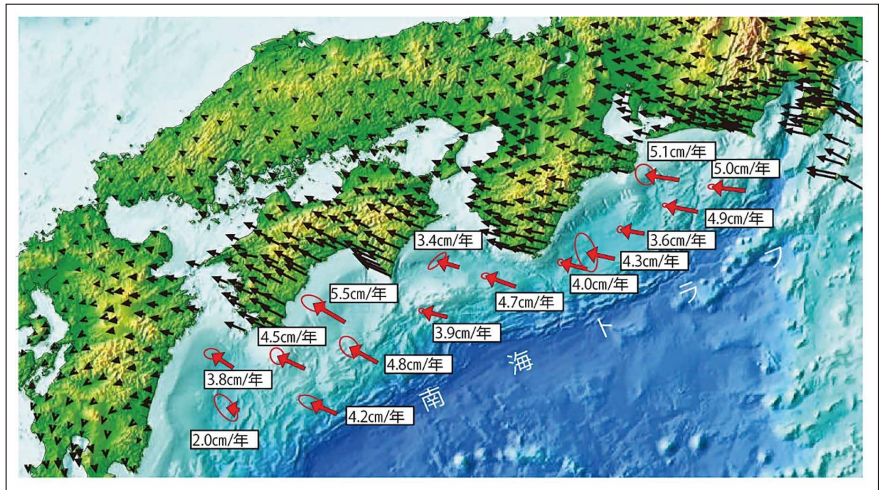 5.1cm/年
5.0cm/年
4.9cm/年
3.6cm/年
4.3cm/年
4.0cm/年
4.7cm/年
3.4cm/年
3.9cm/年
5.5cm/年
4.5cm/年
4.8cm/年
3.8cm/年
4.2cm/年
2.0cm/年
南海トラフ